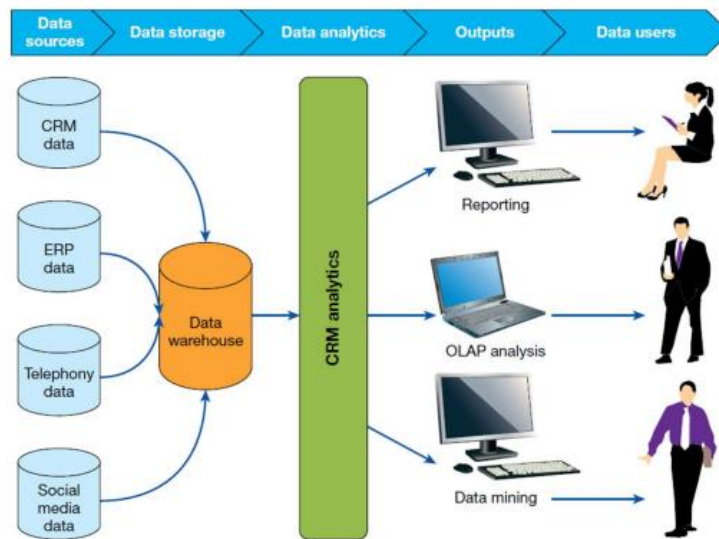 Data
sources
Data storage
Data analytics
Outputs
Data users
CRM
data
ERP
data
Telephony
data
Social
media
data
Data
warehouse
CRM analytics
Reporting
OLAP analysis
Data mining